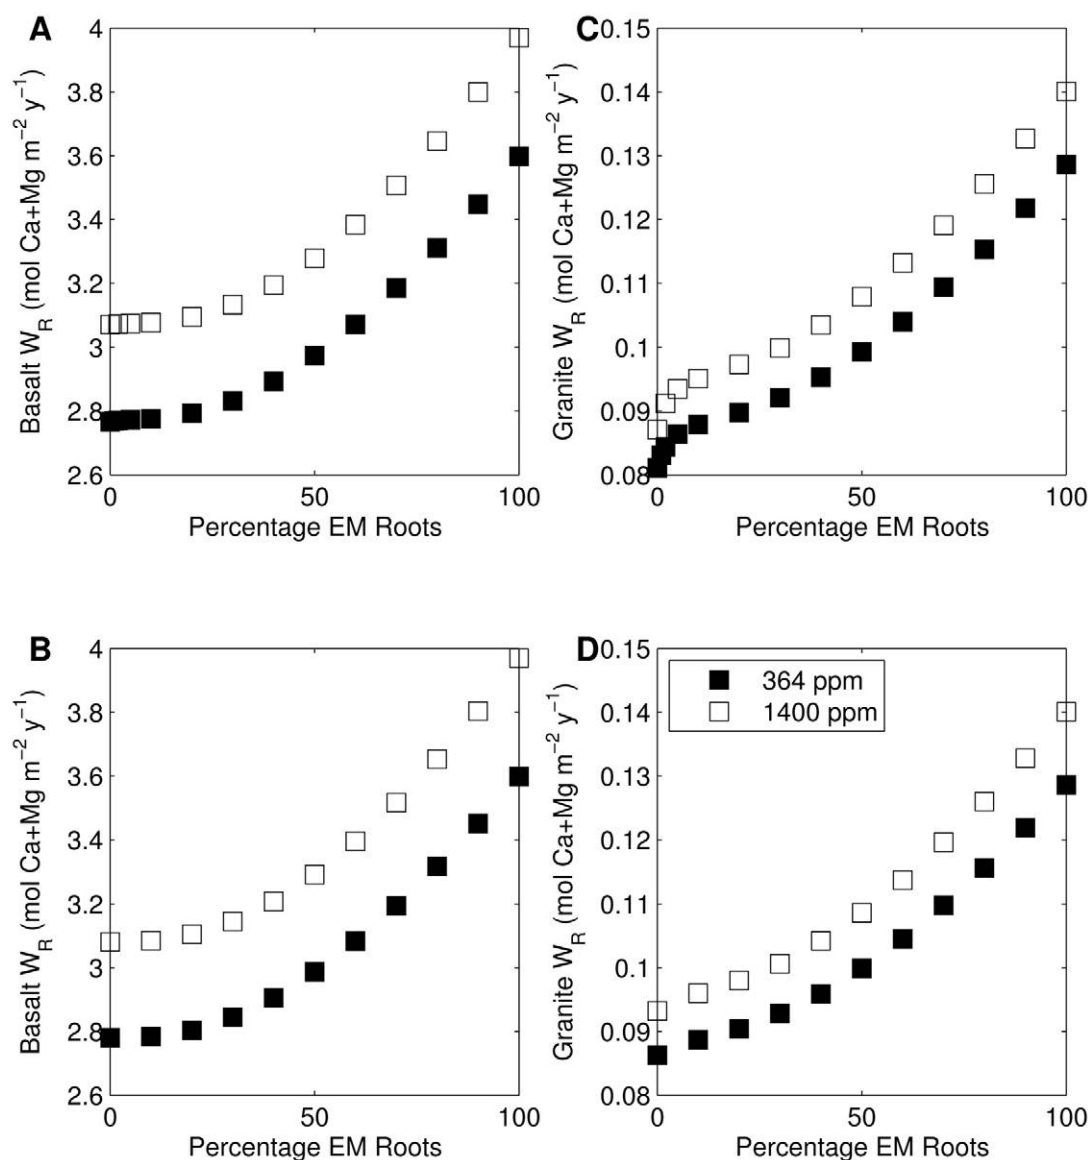 A
4
3.8
3.6
3.4
3.2
3
2.8
2.6
Basalt W_R (mol Ca+Mg m⁻² y⁻¹)
0 50 100
Percentage EM Roots
C
0.15
0.14
0.13
0.12
0.11
0.1
0.09
0.08
Granite W_R (mol Ca+Mg m⁻² y⁻¹)
0 50 100
Percentage EM Roots
B
4
3.8
3.6
3.4
3.2
3
2.8
2.6
Basalt W_R (mol Ca+Mg m⁻² y⁻¹)
0 50 100
Percentage EM Roots
D
0.15
0.14
0.13
0.12
0.11
0.1
0.09
0.08
Granite W_R (mol Ca+Mg m⁻² y⁻¹)
364 ppm
1400 ppm
0 50 100
Percentage EM Roots